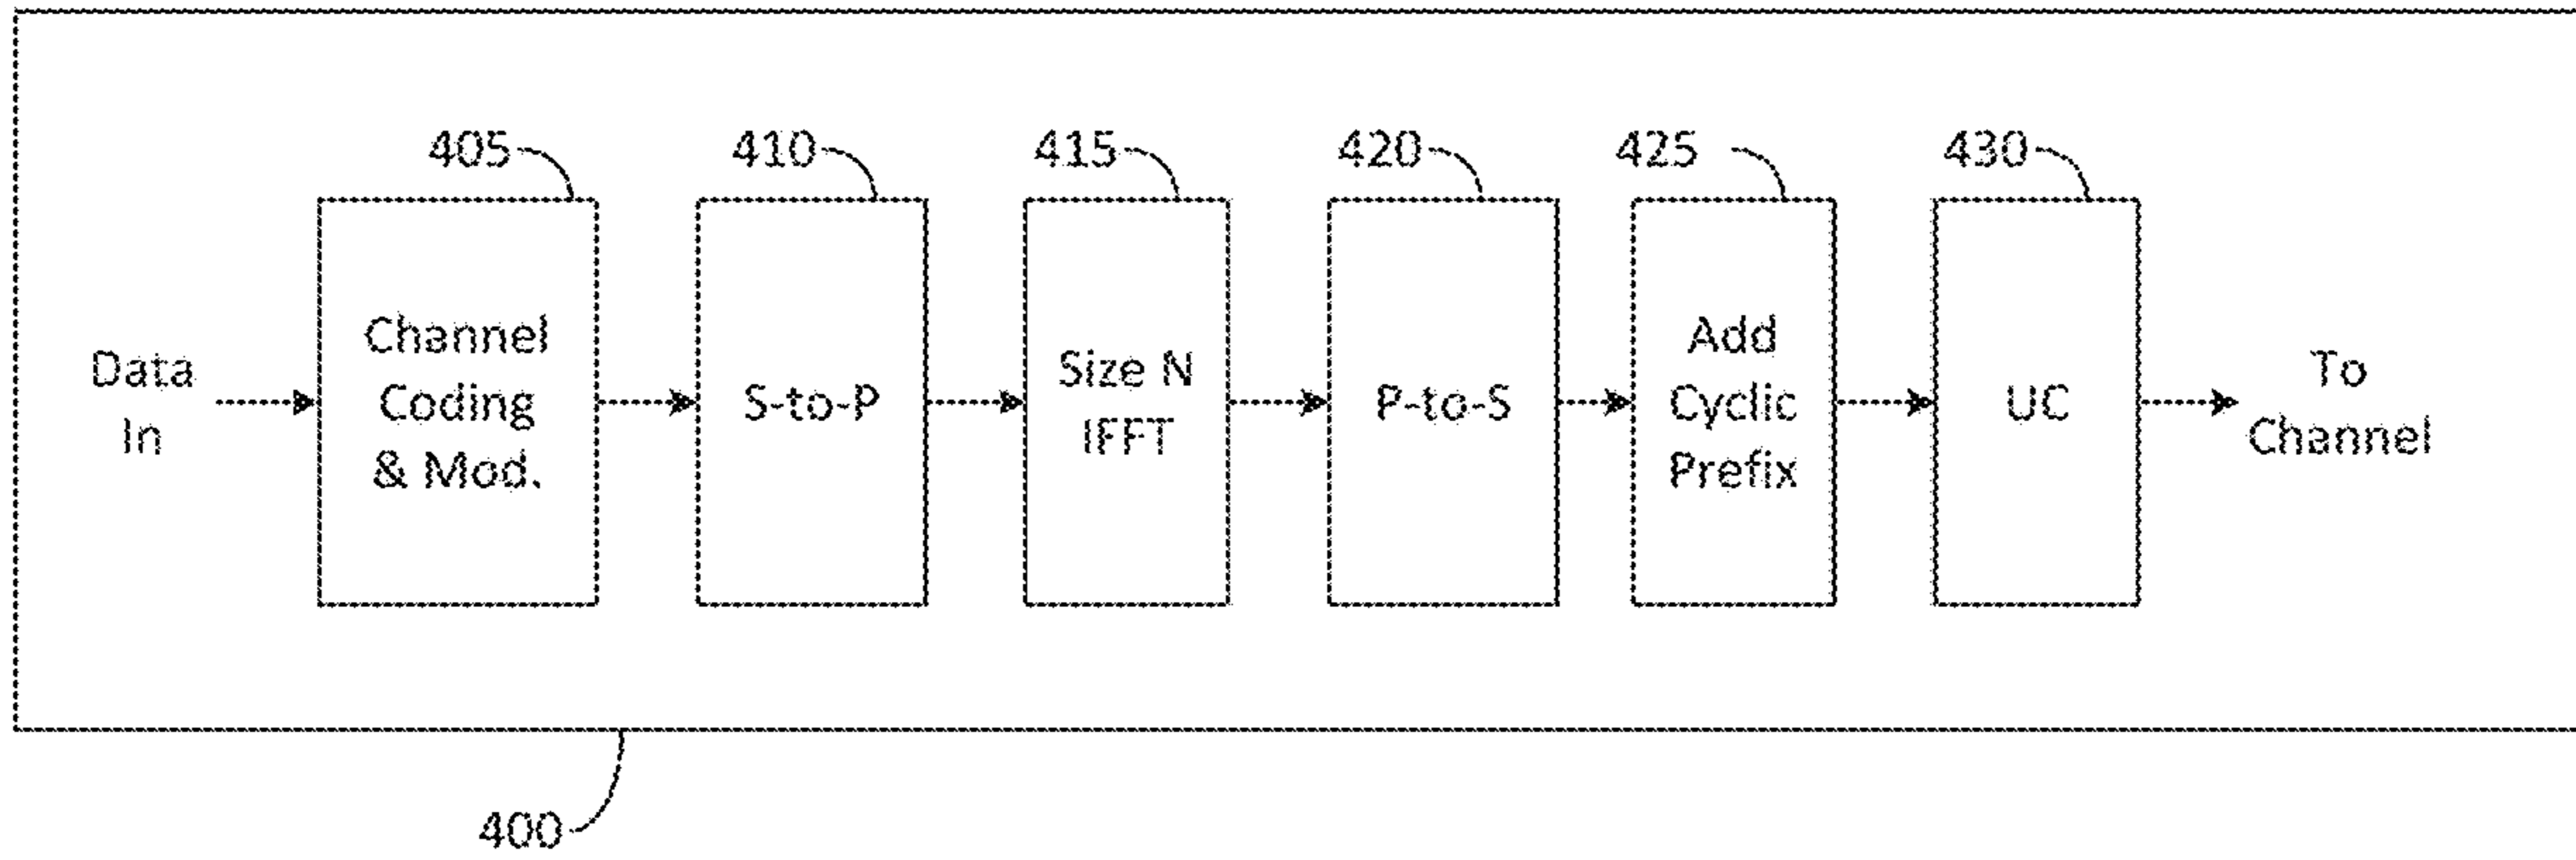 405
410
415
420
425
430
Data
In
Channel
Coding
& Mod.
S-to-P
Size N
IFFT
P-to-S
Add
Cyclic
Prefix
UC
To
Channel
400